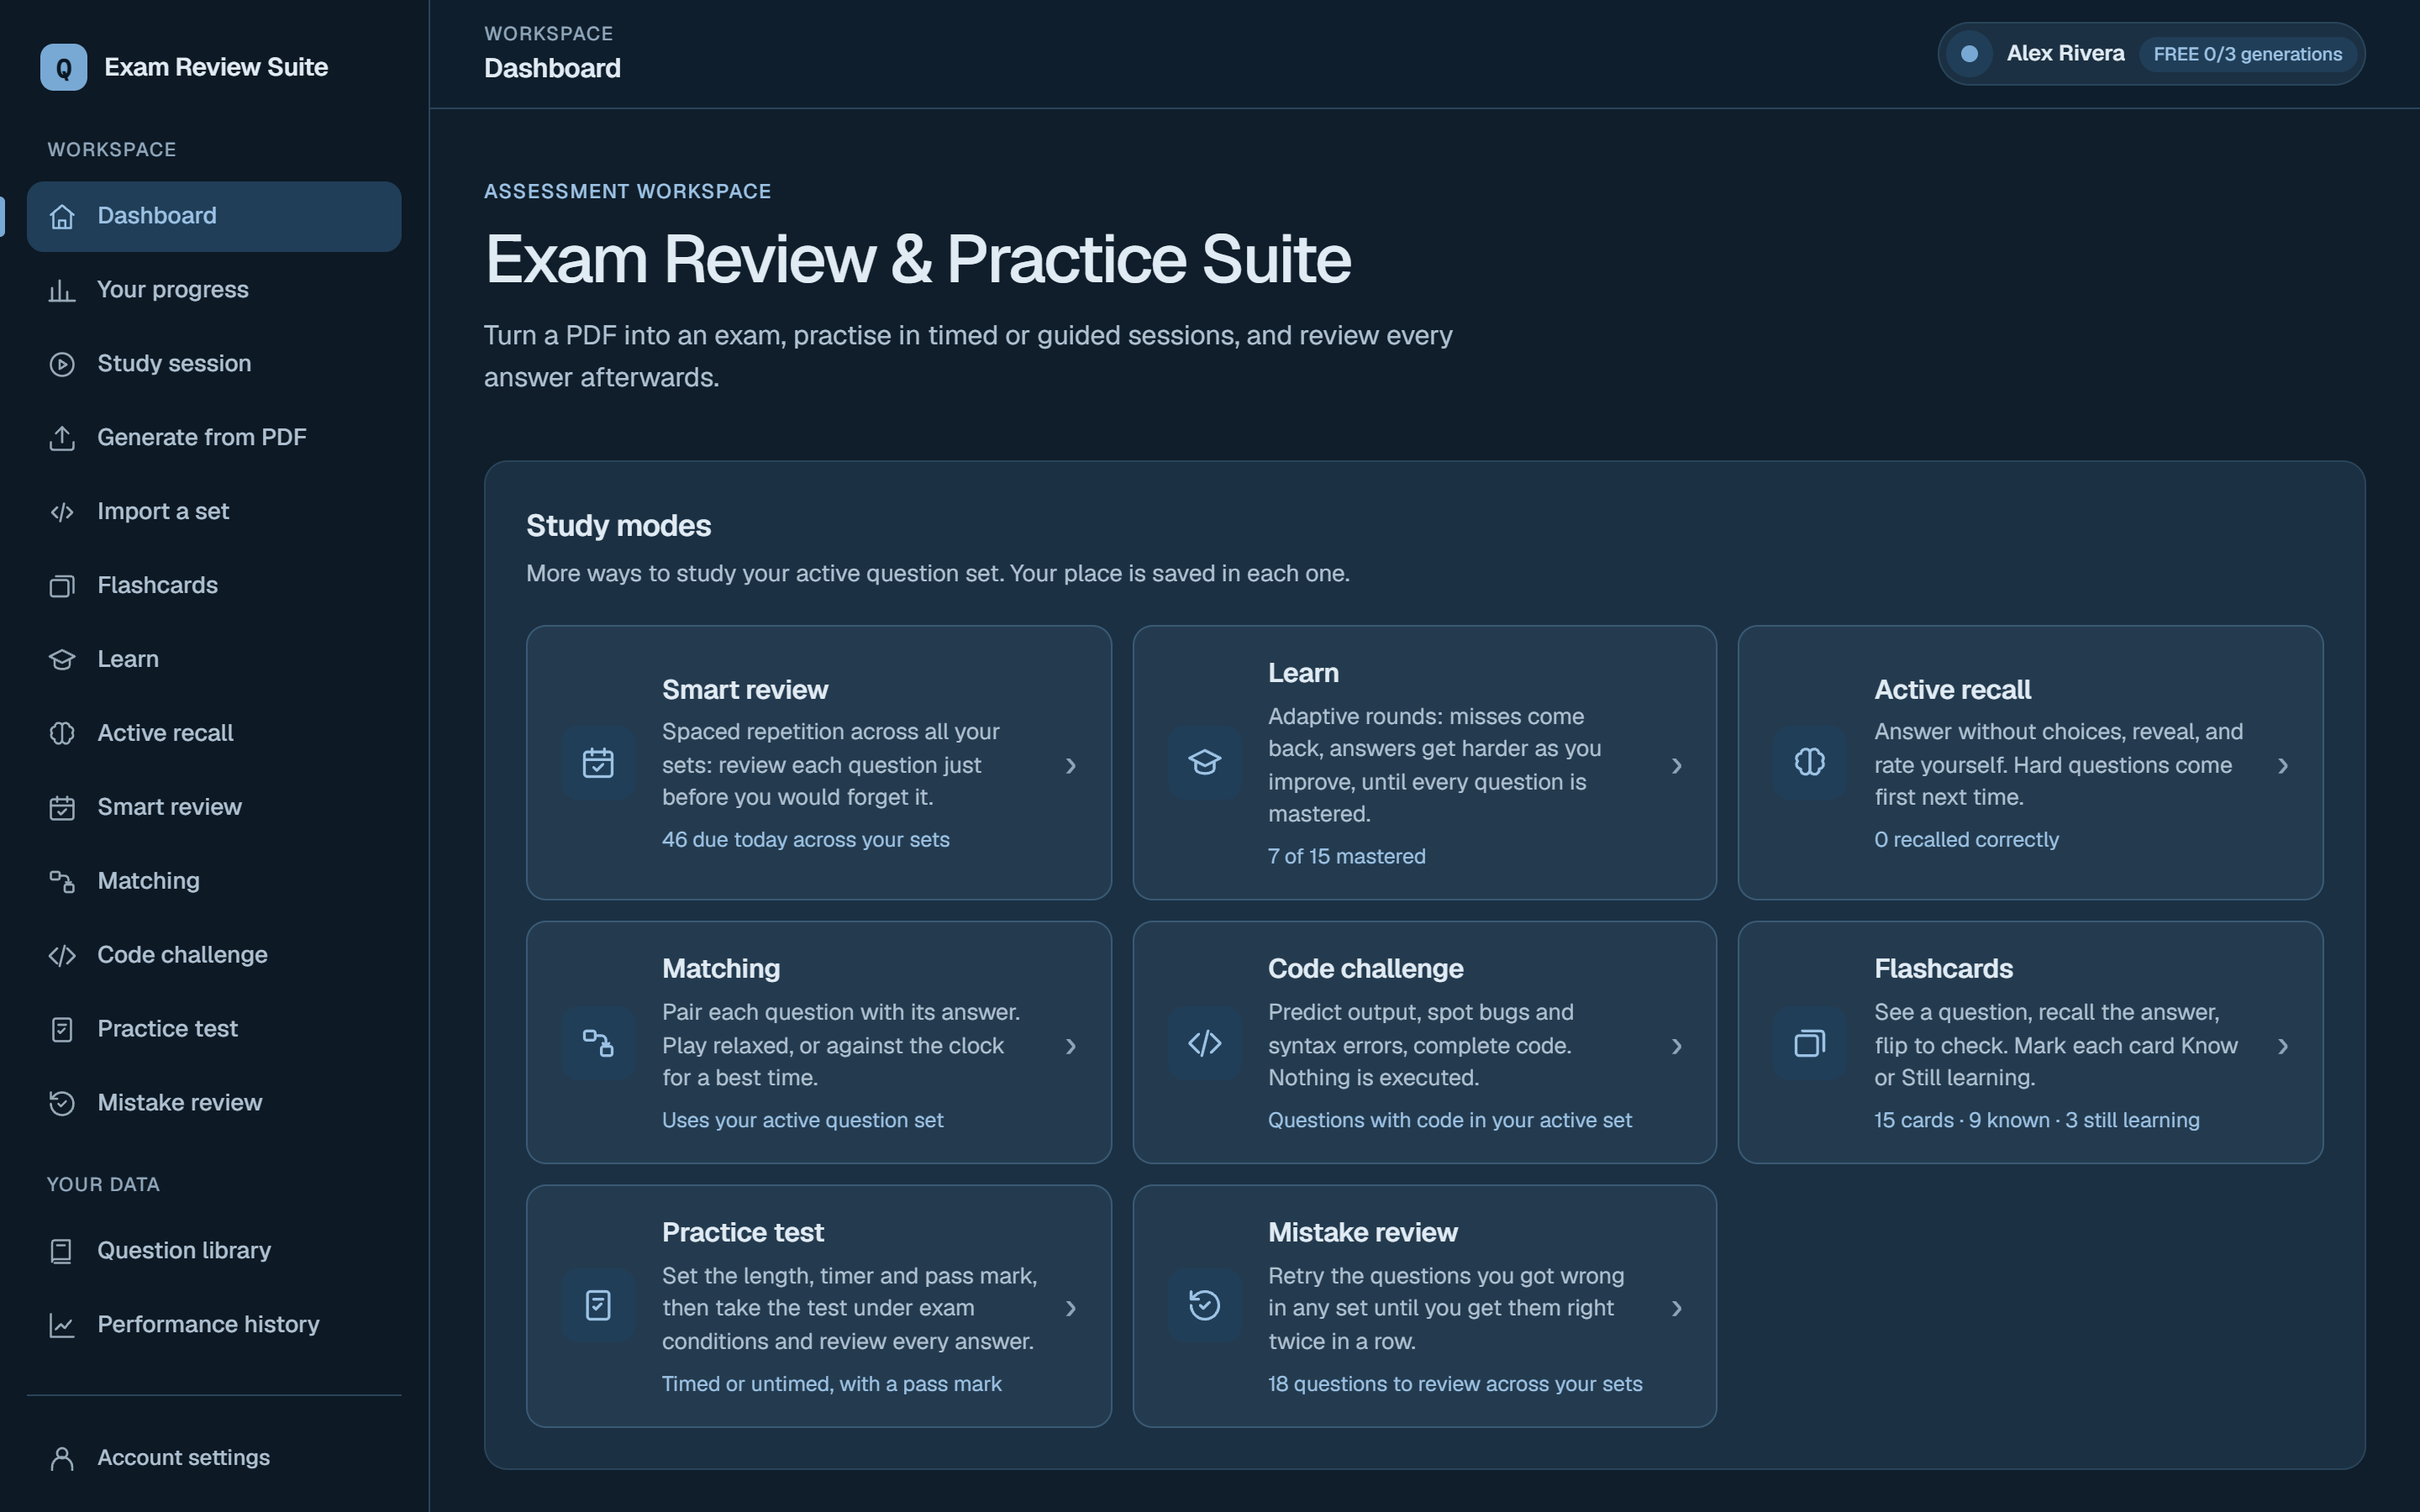 Q
Exam Review Suite
WORKSPACE
Dashboard
Your progress
Study session
Generate from PDF
Import a set
Flashcards
Learn
Active recall
Smart review
Matching
Code challenge
Practice test
Mistake review
YOUR DATA
Question library
Performance history
Account settings
WORKSPACE
Dashboard
Alex Rivera
FREE 0/3 generations
ASSESSMENT WORKSPACE
Exam Review & Practice Suite
Turn a PDF into an exam, practise in timed or guided sessions, and review every
answer afterwards.
Study modes
More ways to study your active question set. Your place is saved in each one.
Smart review
Spaced repetition across all your
sets: review each question just
before you would forget it.
46 due today across your sets
Learn
Adaptive rounds: misses come
back, answers get harder as you
improve, until every question is
mastered.
7 of 15 mastered
Active recall
Answer without choices, reveal, and
rate yourself. Hard questions come
first next time.
0 recalled correctly
Matching
Pair each question with its answer.
Play relaxed, or against the clock
for a best time.
Uses your active question set
Code challenge
Predict output, spot bugs and
syntax errors, complete code.
Nothing is executed.
Questions with code in your active set
Flashcards
See a question, recall the answer,
flip to check. Mark each card Know
or Still learning.
15 cards · 9 known · 3 still learning
Practice test
Set the length, timer and pass mark,
then take the test under exam
conditions and review every answer.
Timed or untimed, with a pass mark
Mistake review
Retry the questions you got wrong
in any set until you get them right
twice in a row.
18 questions to review across your sets